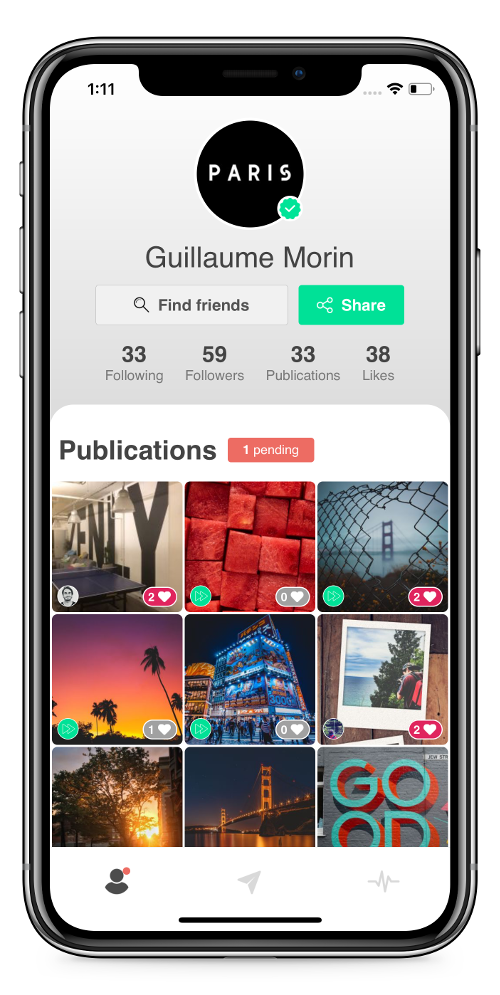 1:11
PARIS
Guillaume Morin
Find friends
Share
33 59 33 38
Following Followers Publications Likes
Publications 1 pending
ENJY
2 0 2
1 0 2
GO
OD